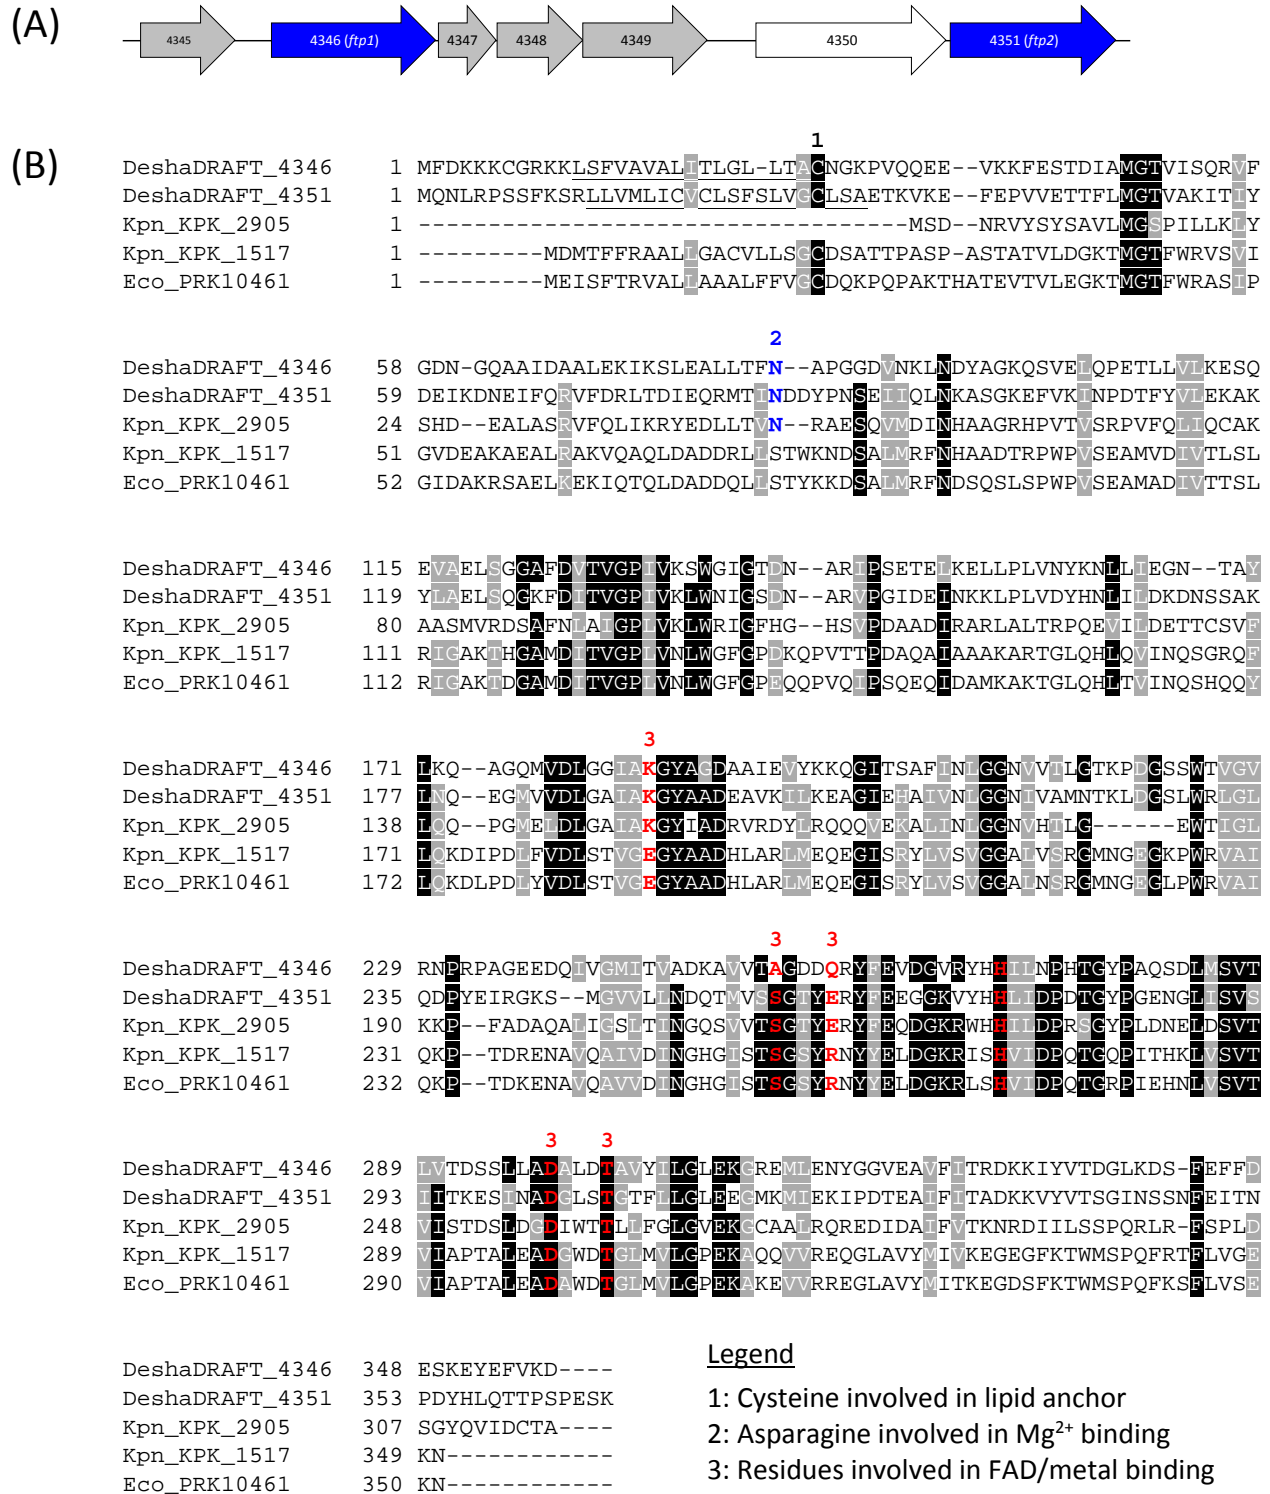 (A)
4345 4346 (ftp1) 4347 4348 4349 4350 4351 (ftp2)
(B)
1
DeshaDRAFT_4346 1 MFDKKKCGRKKLSFVAVALITLGL-LTACNGKPVQQEE--VKKFESTDIAMGTVISQRVF
DeshaDRAFT_4351 1 MQNLRPSSFKSRLLVMLICVCLSFSLVGCLSAETKVKE--FEPVVETTFLMGTVAKITIY
Kpn_KPK_2905 1 -----------------------------------MSD--NRVYSYSAVLMGSPILLKLY
Kpn_KPK_1517 1 ---------MDMTFFRAALLGACVLLSGCDSATTPASP-ASTATVLDGKTMGTFWRVSVI
Eco_PRK10461 1 ---------MEISFTRVALLAAALFFVGCDQKPQPAKTHATEVTVLEGKTMGTFWRASIP
2
DeshaDRAFT_4346 58 GDN-GQAAIDAALEKIKSLEALLTFN--APGGDVNKLNDYAGKQSVELQPETLLVLKESQ
DeshaDRAFT_4351 59 DEIKDNEIFQRVFDRLTDIEQRMTINDDYPNSEIIQLNKASGKEFVKINPDTFYVLEKAK
Kpn_KPK_2905 24 SHD--EALASRVFQLIKRYEDLLTVN--RAESQVMDINHAAGRHPVTVSRPVFQLIQCAK
Kpn_KPK_1517 51 GVDEAKAEALRAKVQAQLDADDRLLSTWKNDSALMRFNHAADTRPWPVSEAMVDIVTLSL
Eco_PRK10461 52 GIDAKRSAELKEKIQTQLDADDQLLSTYKKDSALMRFNDSQSLSPWPVSEAMADIVTTSL
DeshaDRAFT_4346 115 EVAELSGGAFDVTVGPIVKSWGIGTDN--ARIPSETELKELLPLVNYKNLLIEGN--TAY
DeshaDRAFT_4351 119 YLAELSQGKFDITVGPIVKLWNIGSDN--ARVPGIDEINKKLPLVDYHNLILDKDNSSAK
Kpn_KPK_2905 80 AASMVRDSAFNLAIGPLVKLWRIGFHG--HSVPDAADIRARLALTRPQEVILDETTCSVF
Kpn_KPK_1517 111 RIGAKTHGAMDITVGPLVNLWGFGPDKQPVTTPDAQAIAAAKARTGLQHLQVINQSGRQF
Eco_PRK10461 112 RIGAKTDGAMDITVGPLVNLWGFGPEQQPVQIPSQEQIDAMKAKTGLQHLTVINQSHQQY
3
DeshaDRAFT_4346 171 LKQ--AGQMVDLGGIAKGYAGDAAIEVYKKQGITSAFINLGGNVVTLGTKPDGSSWTVGV
DeshaDRAFT_4351 177 LNQ--EGMVVDLGAIAKGYAADEAVKILKEAGIEHAIVNLGGNIVAMNTKLDGSLWRLGL
Kpn_KPK_2905 138 LQQ--PGMELDLGAIAKGYIADRVRDYLRQQQVEKALINLGGNVHTLG------EWTIGL
Kpn_KPK_1517 171 LQKDIPDLFVDLSTVGEGYAADHLARLMEQEGISRYLVSVGGALVSRGMNGEGKPWRVAI
Eco_PRK10461 172 LQKDLPDLYVDLSTVGEGYAADHLARLMEQEGISRYLVSVGGALNSRGMNGEGLPWRVAI
3 3
DeshaDRAFT_4346 229 RNPRPAGEEDQIVGMITVADKAVVTAGDDQRYFEVDGVRYHHILNPHTGYPAQSDLMSVT
DeshaDRAFT_4351 235 QDPYEIRGKS--MGVVLLNDQTMVSSGTYERYFEEGGKVYHHLIDPDTGYPGENGLISVS
Kpn_KPK_2905 190 KKP--FADAQALIGSLTINGQSVVTSGTYERYFEQDGKRWHHILDPRSGYPLDNELDSVT
Kpn_KPK_1517 231 QKP--TDRENAVQAIVDINGHGISTSGSYRNYYELDGKRISHVIDPQTGQPITHKLVSVT
Eco_PRK10461 232 QKP--TDKENAVQAVVDINGHGISTSGSYRNYYELDGKRLSHVIDPQTGRPIEHNLVSVT
3 3
DeshaDRAFT_4346 289 LVTDSSLLADALDTAVYILGLEKGREMLENYGGVEAVFITRDKKIYVTDGLKDS-FEFFD
DeshaDRAFT_4351 293 IITKESINADGLSTGTFLLGLEEGMKMIEKIPDTEAIFITADKKVYVTSGINSSNFEITN
Kpn_KPK_2905 248 VISTDSLDGDIWTTLLFGLGVEKGCAALRQREDIDAIFVTKNRDIILSSPQRLR-FSPLD
Kpn_KPK_1517 289 VIAPTALEADGWDTGLMVLGPEKAQQVVREQGLAVYMIVKEGEGFKTWMSPQFRTFLVGE
Eco_PRK10461 290 VIAPTALEADAWDTGLMVLGPEKAKEVVRREGLAVYMITKEGDSFKTWMSPQFKSFLVSE
DeshaDRAFT_4346 348 ESKEYEFVKD----
DeshaDRAFT_4351 353 PDYHLQTTPSPESK
Kpn_KPK_2905 307 SGYQVIDCTA----
Kpn_KPK_1517 349 KN------------
Eco_PRK10461 350 KN------------
Legend
1: Cysteine involved in lipid anchor
2: Asparagine involved in Mg²⁺ binding
3: Residues involved in FAD/metal binding